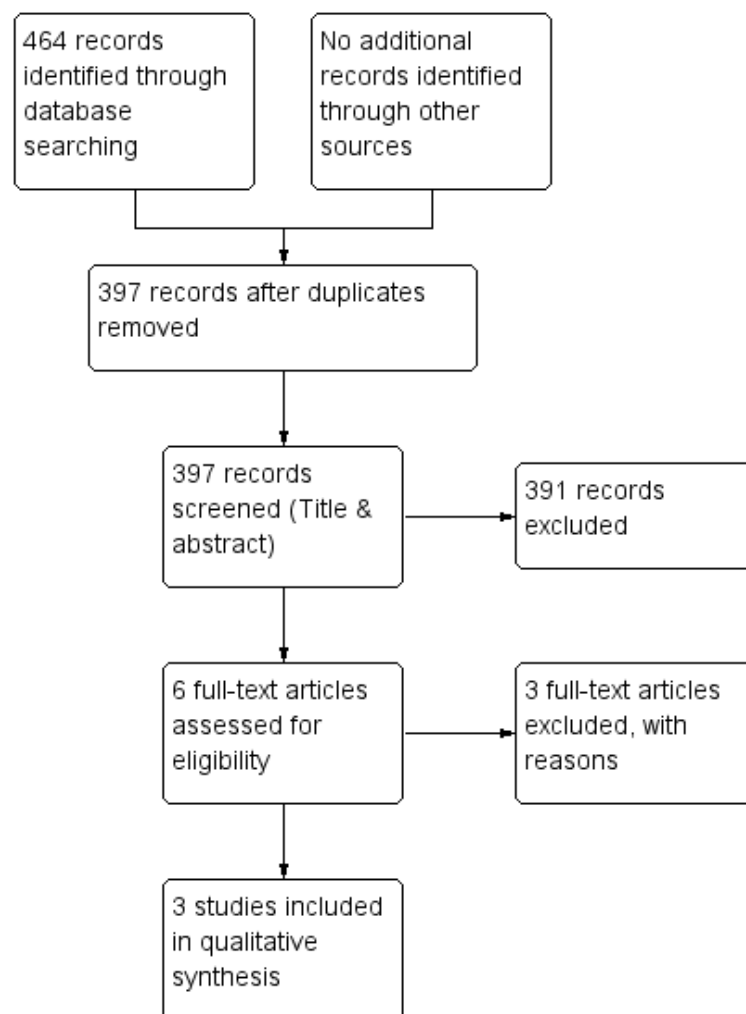 464 records
identified through
database
searching
No additional
records identified
through other
sources
397 records after duplicates
removed
397 records
screened (Title &
abstract)
391 records
excluded
6 full-text articles
assessed for
eligibility
3 full-text articles
excluded, with
reasons
3 studies included
in qualitative
synthesis